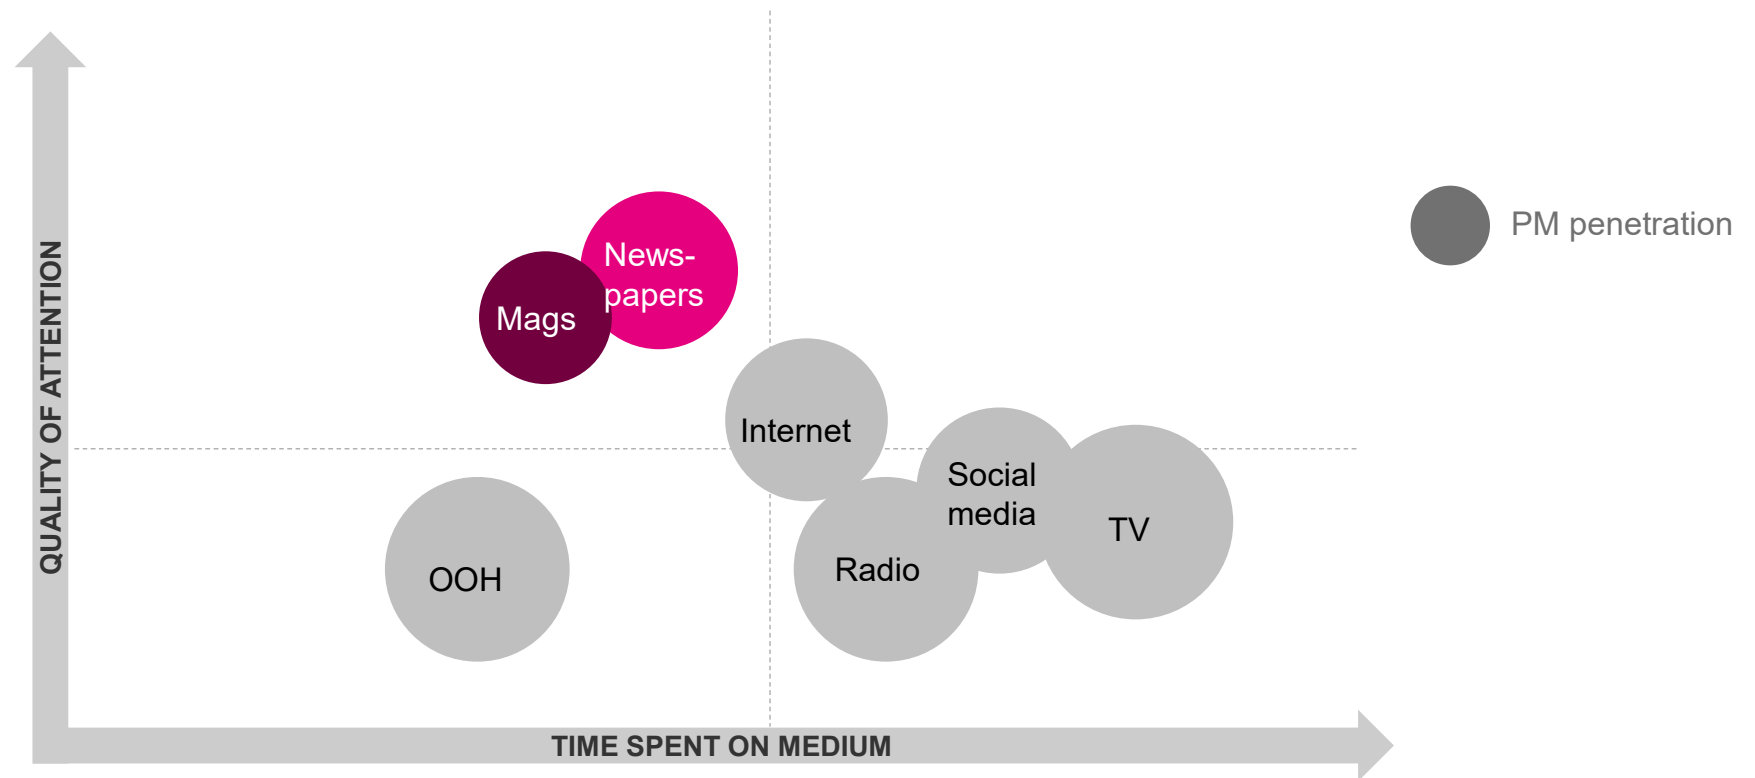 QUALITY OF ATTENTION
News-
papers
Mags
PM penetration
Internet
Social
media
TV
Radio
OOH
TIME SPENT ON MEDIUM